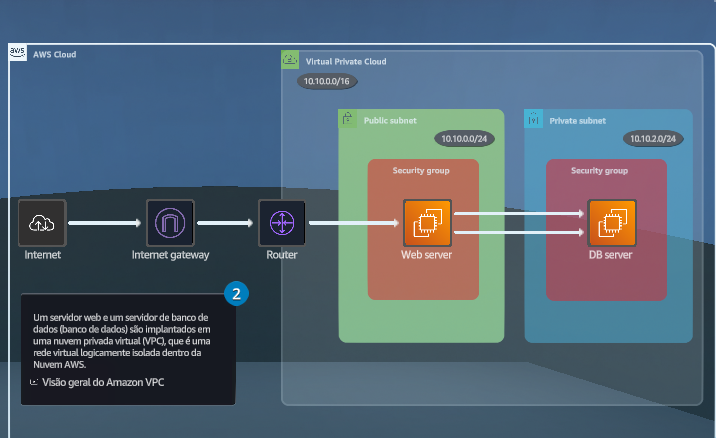 aws
AWS Cloud
Virtual Private Cloud
10.10.0.0/16
Public subnet
10.10.0.0/24
Private subnet
10.10.2.0/24
Security group
Security group
Internet
Internet gateway
Router
Web server
DB server
2
Um servidor web e um servidor de banco de
dados (banco de dados) são implantados em
uma nuvem privada virtual (VPC), que é uma
rede virtual logicamente isolada dentro da
Nuvem AWS.
Visão geral do Amazon VPC